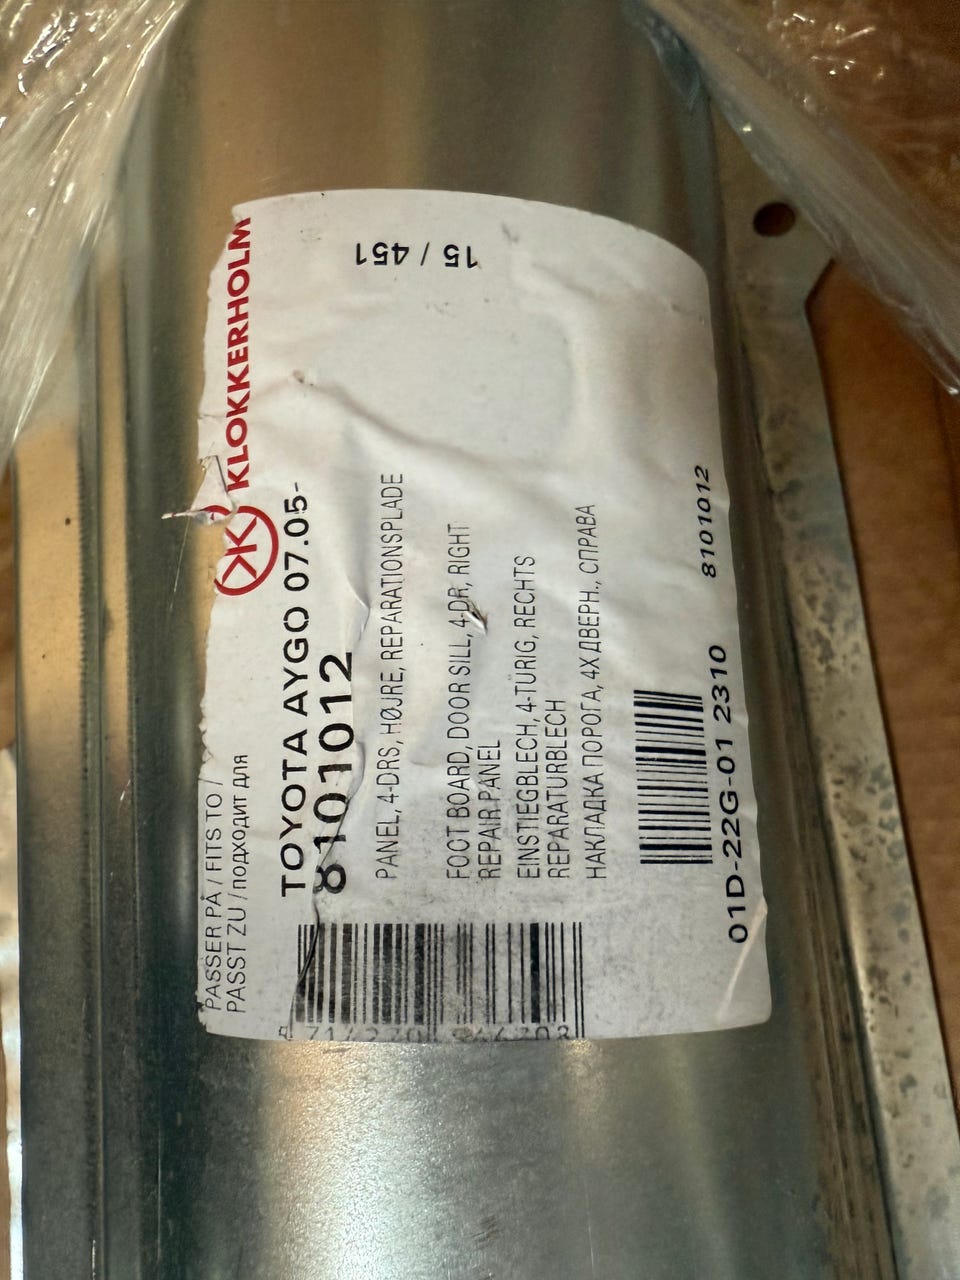 PASSER PÅ / FITS TO /
PASST ZU / подходит для
KLOKKERHOLM
TOYOTA AYGO 07.05-
8101012
15 / 451
PANEL, 4-DRS, HØJRE, REPARATIONSPLADE
FOOT BOARD, DOOR SILL, 4-DR, RIGHT
REPAIR PANEL
EINSTIEGBLECH, 4-TÜRIG, RECHTS
REPARATURBLECH
НАКЛАДКА ПОРОГА, 4Х ДВЕРН., СПРАВА
8101012
01D-22G-01 2310